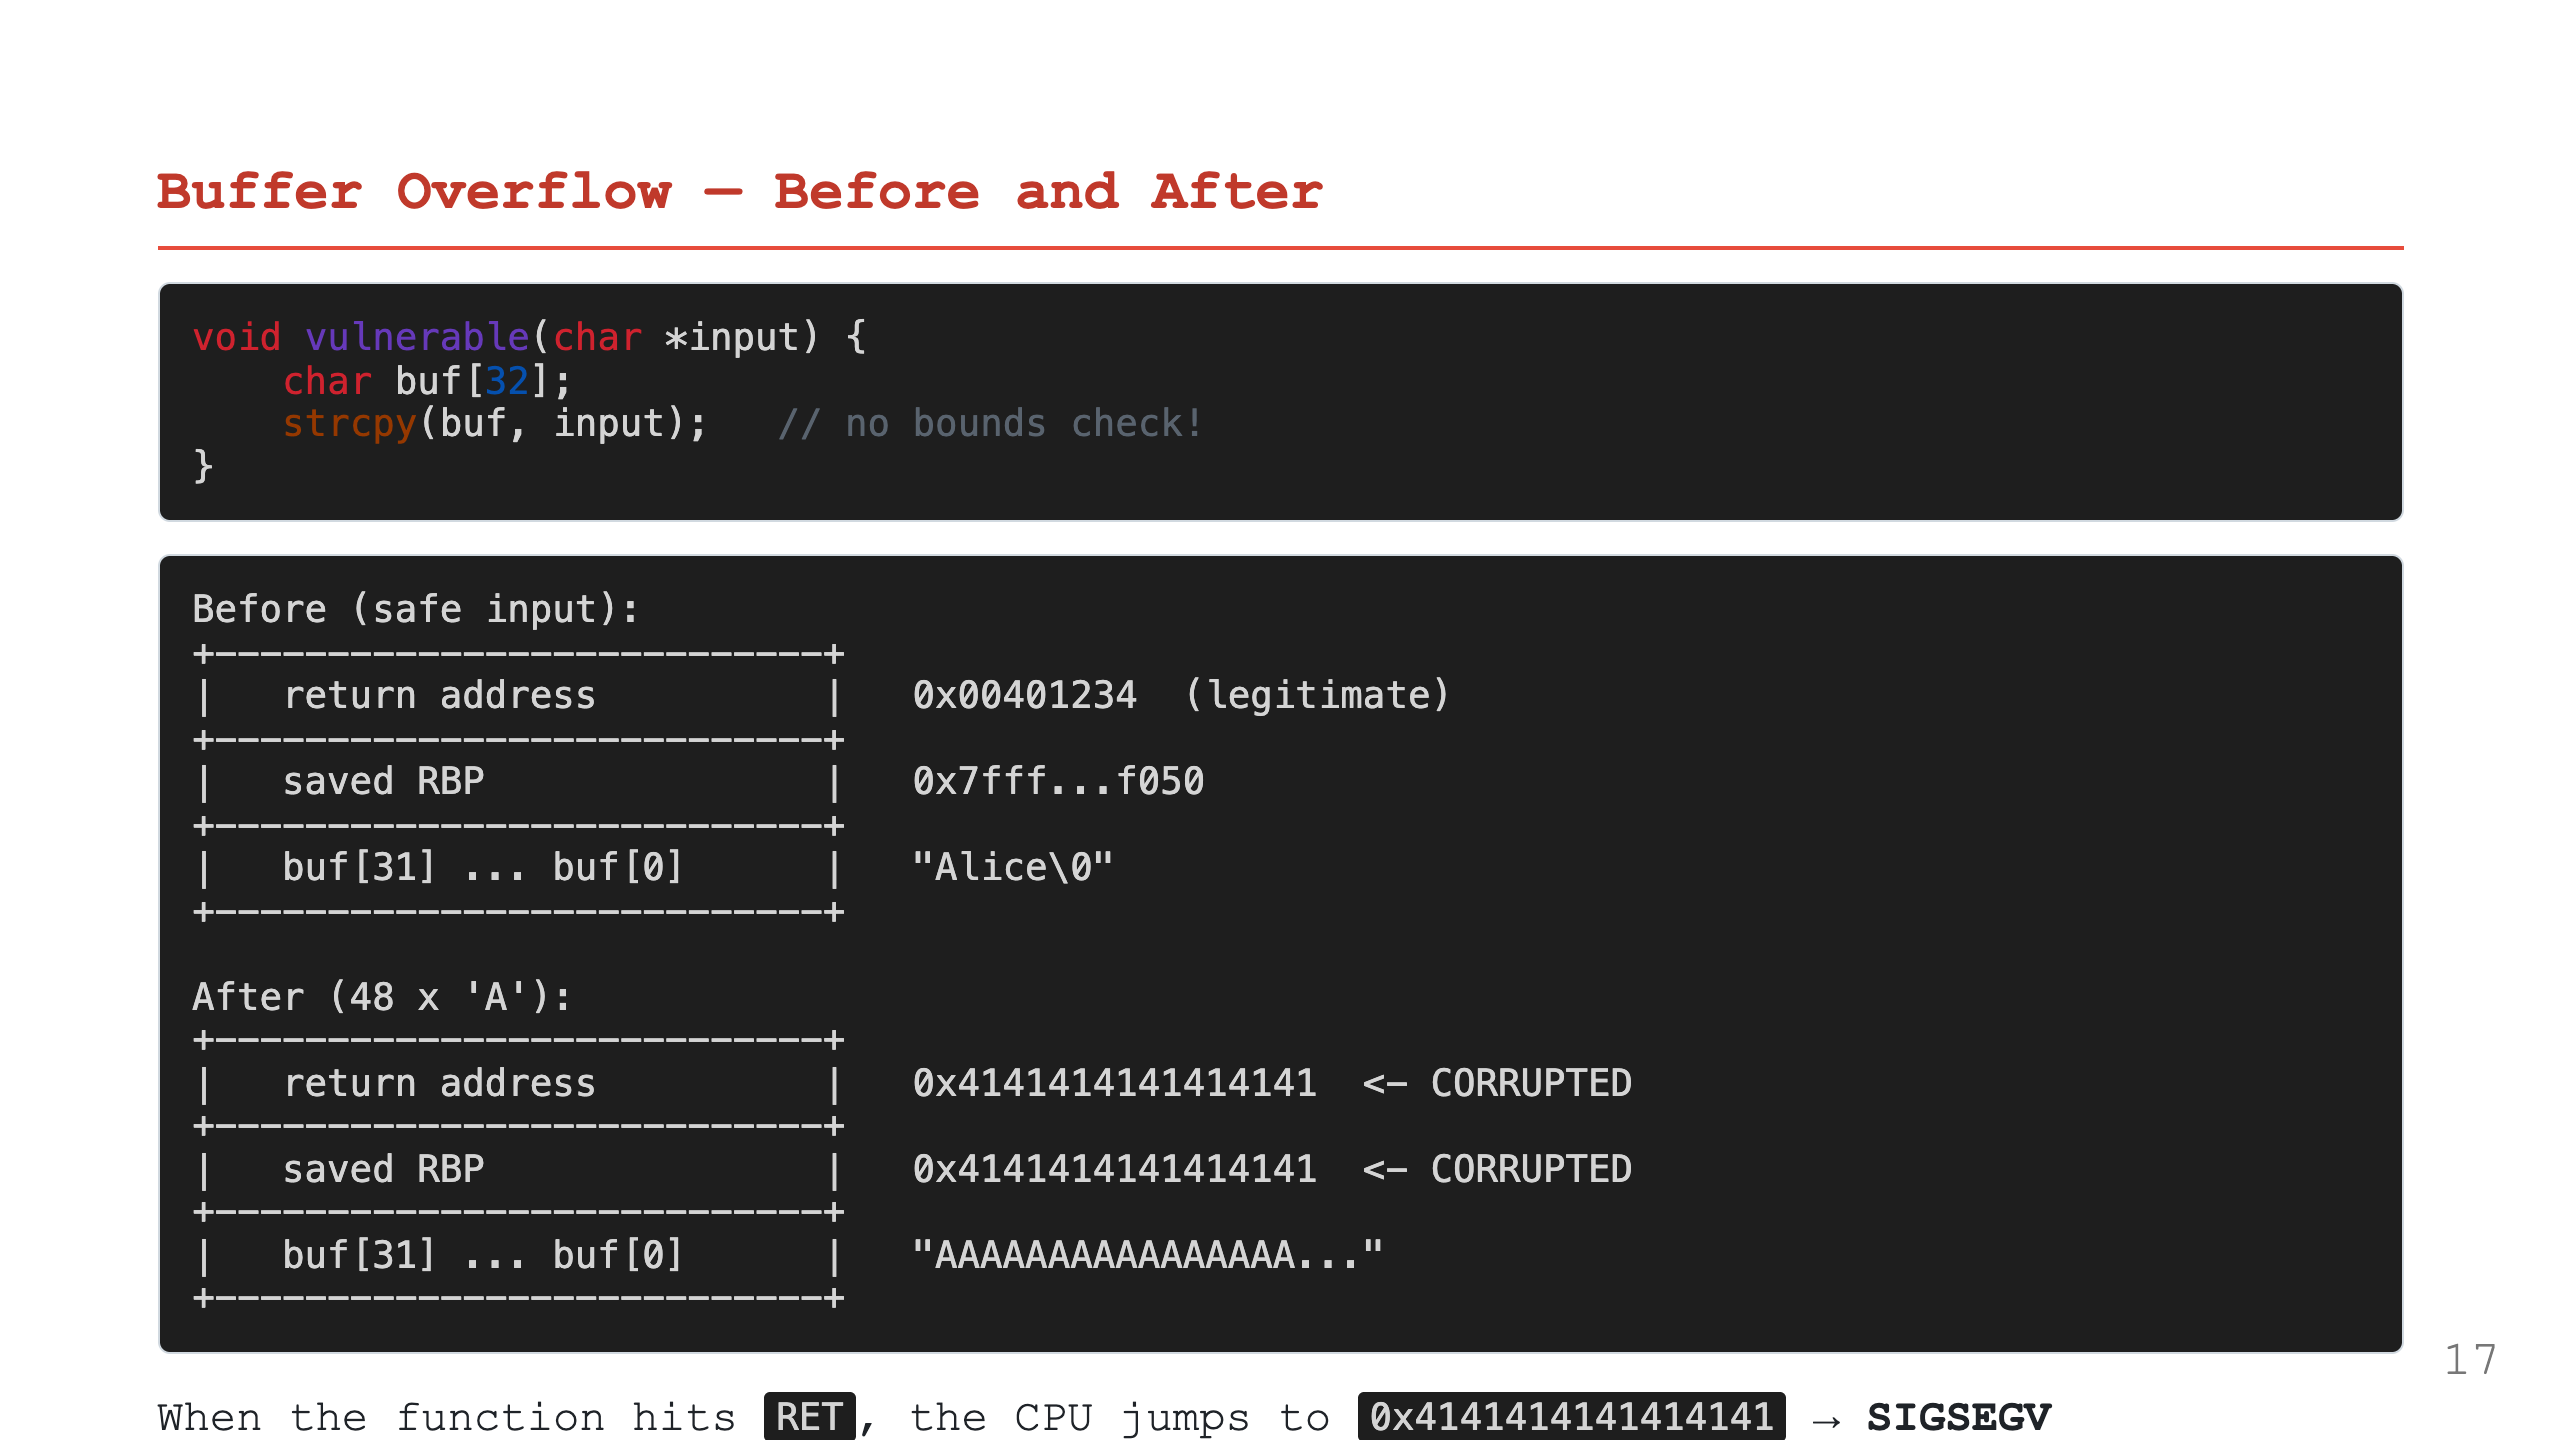 Buffer Overflow — Before and After
void vulnerable(char *input) {
    char buf[32];
    strcpy(buf, input);   // no bounds check!
}
Before (safe input):
+---------------------------+
|   return address          |   0x00401234  (legitimate)
+---------------------------+
|   saved RBP               |   0x7fff...f050
+---------------------------+
|   buf[31] ... buf[0]      |   "Alice\0"
+---------------------------+
After (48 x 'A'):
+---------------------------+
|   return address          |   0x4141414141414141  <- CORRUPTED
+---------------------------+
|   saved RBP               |   0x4141414141414141  <- CORRUPTED
+---------------------------+
|   buf[31] ... buf[0]      |   "AAAAAAAAAAAAAAAA..."
+---------------------------+
17
When the function hits RET, the CPU jumps to 0x4141414141414141 → SIGSEGV